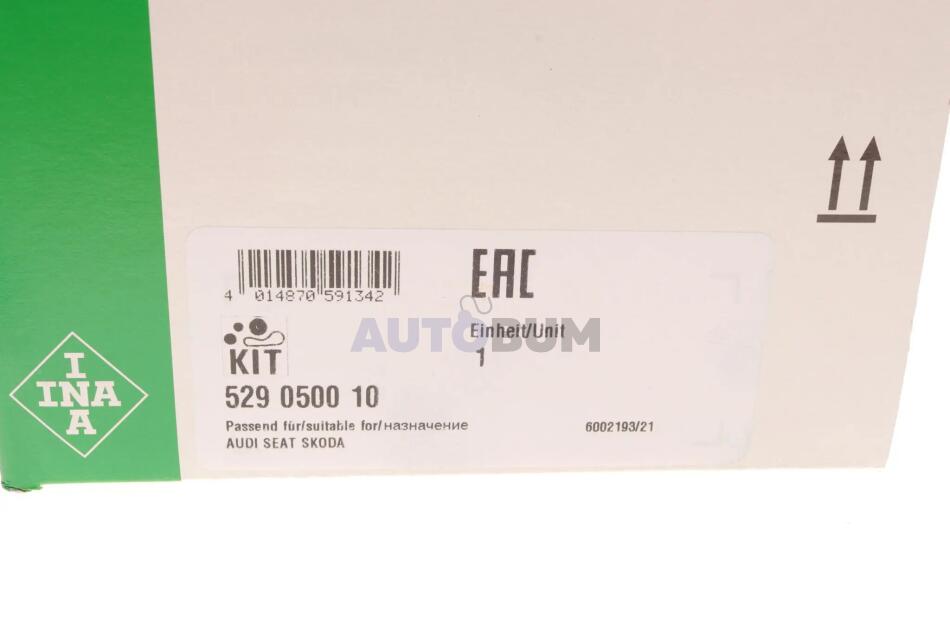 INA
INA
4 014870 591342
EAC
AUTOBUM
Einheit/Unit
1
KIT
529 0500 10
Passend für/suitable for/назначение
6002193/21
AUDI SEAT SKODA